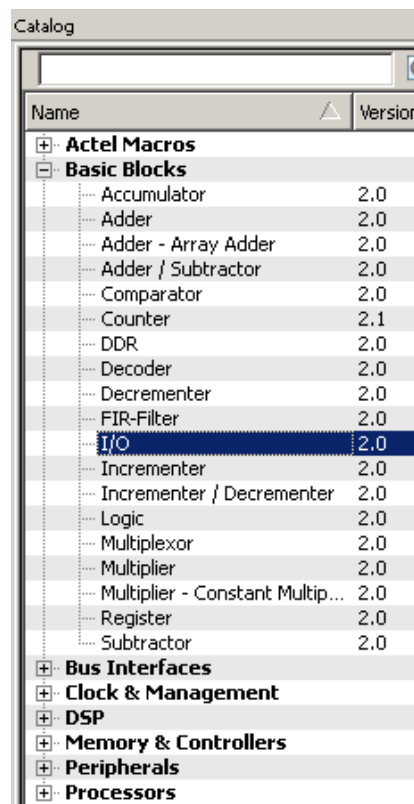 Catalog
Name Version
Actel Macros
Basic Blocks
Accumulator 2.0
Adder 2.0
Adder - Array Adder 2.0
Adder / Subtractor 2.0
Comparator 2.0
Counter 2.1
DDR 2.0
Decoder 2.0
Decrementer 2.0
FIR-Filter 2.0
I/O 2.0
Incrementer 2.0
Incrementer / Decrementer 2.0
Logic 2.0
Multiplexor 2.0
Multiplier 2.0
Multiplier - Constant Multip... 2.0
Register 2.0
Subtractor 2.0
Bus Interfaces
Clock & Management
DSP
Memory & Controllers
Peripherals
Processors